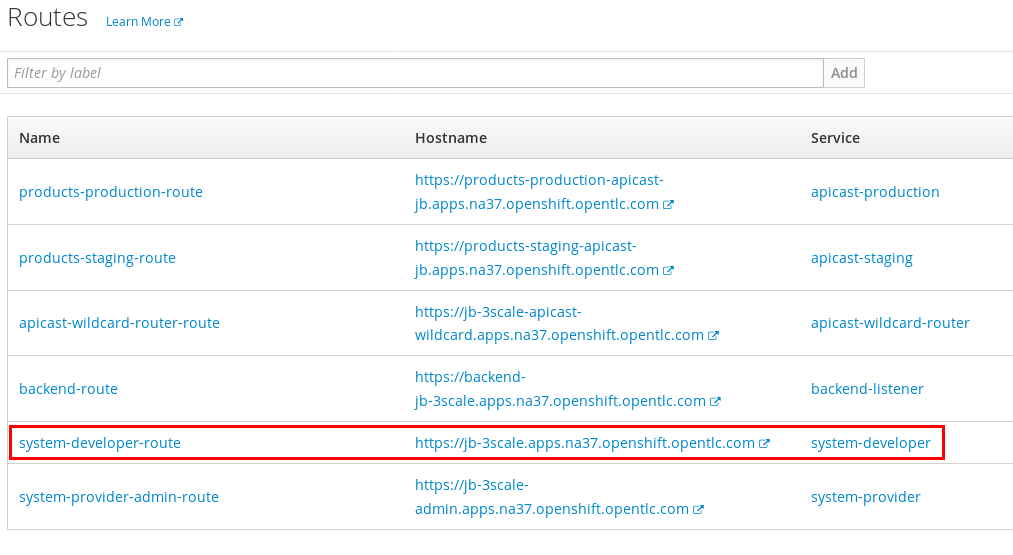 Routes Learn More
Filter by label Add
Name Hostname Service
products-production-route https://products-production-apicast-
jb.apps.na37.openshift.opentlc.com apicast-production
products-staging-route https://products-staging-apicast-
jb.apps.na37.openshift.opentlc.com apicast-staging
apicast-wildcard-router-route https://jb-3scale-apicast-
wildcard.apps.na37.openshift.opentlc.com apicast-wildcard-router
backend-route https://backend-
jb-3scale.apps.na37.openshift.opentlc.com backend-listener
system-developer-route https://jb-3scale.apps.na37.openshift.opentlc.com system-developer
system-provider-admin-route https://jb-3scale-
admin.apps.na37.openshift.opentlc.com system-provider